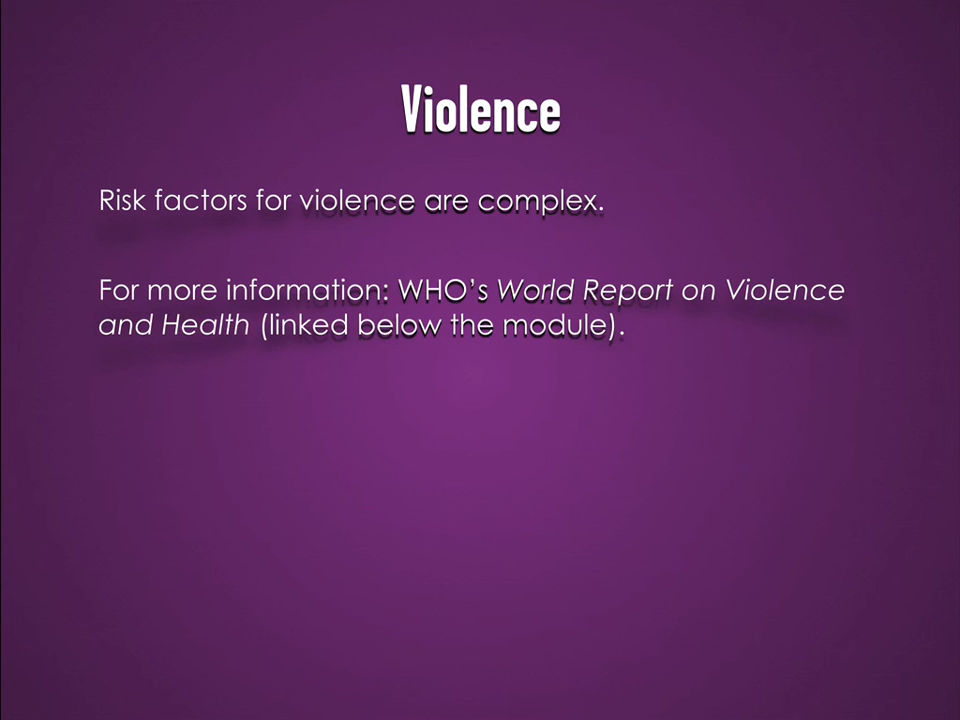 Violence
Risk factors for violence are complex.
For more information: WHO’s World Report on Violence
and Health (linked below the module).